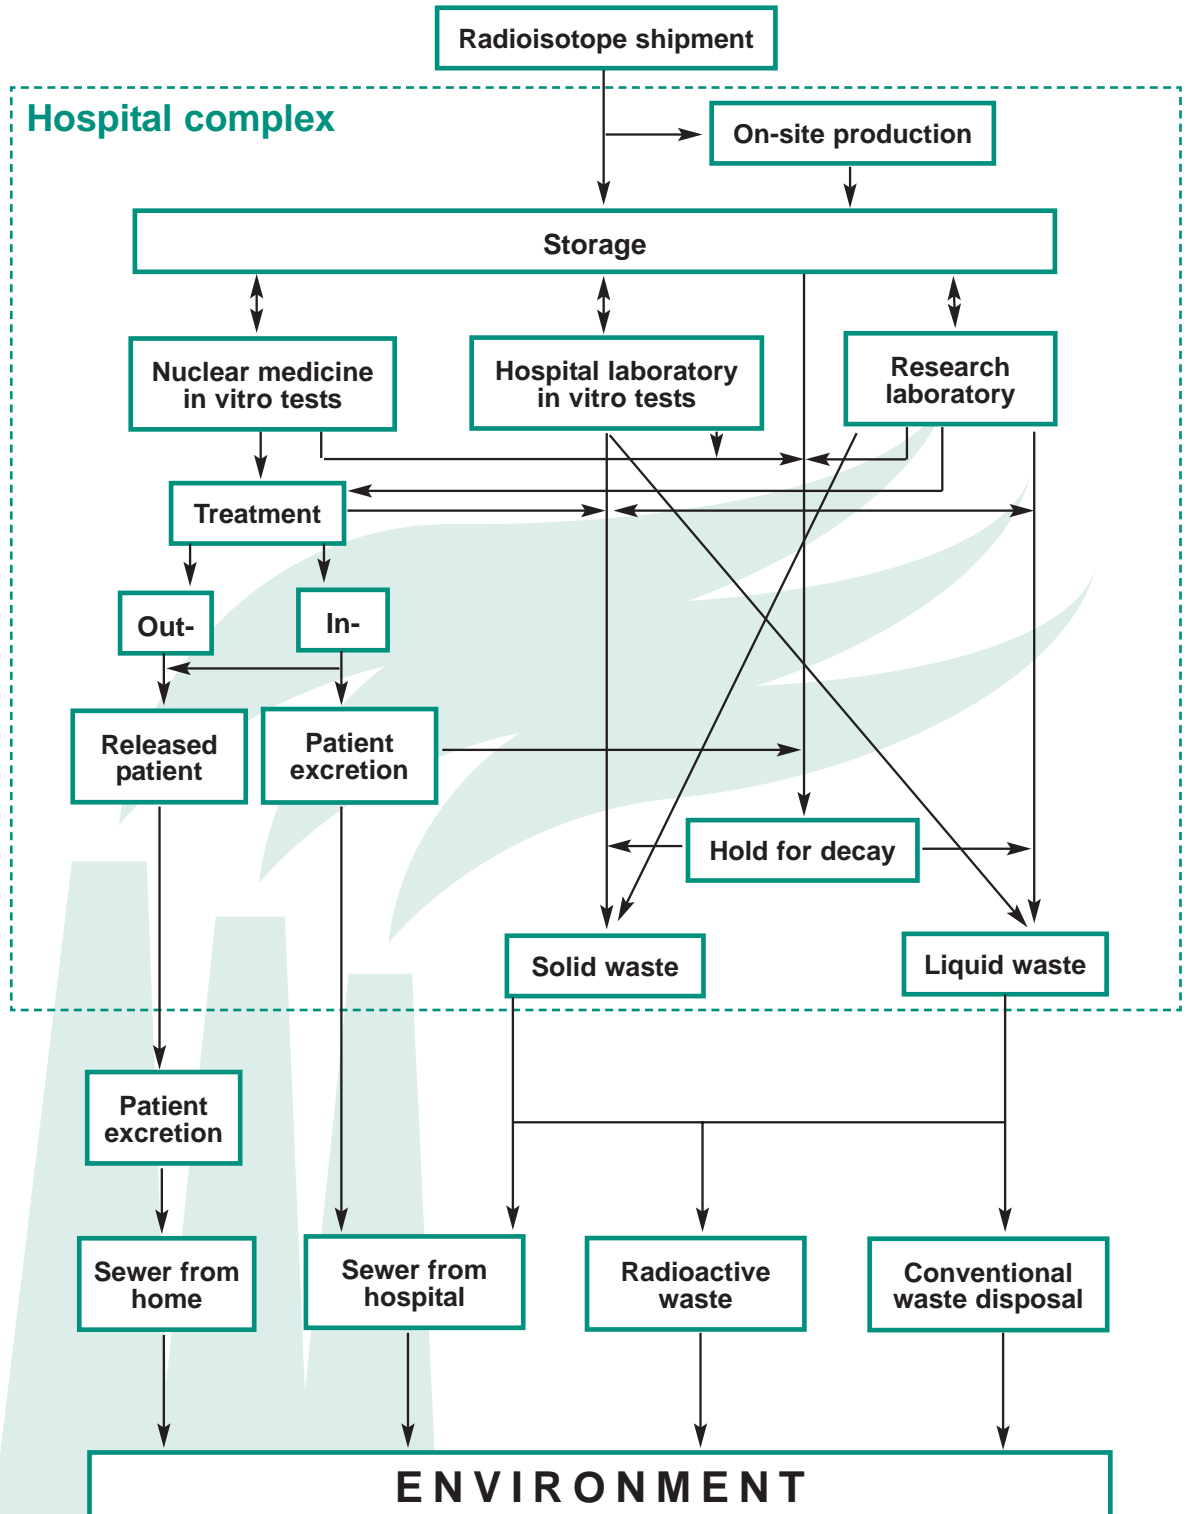 Radioisotope shipment
Hospital complex
On-site production
Storage
Nuclear medicine
in vitro tests
Hospital laboratory
in vitro tests
Research
laboratory
Treatment
Out-
In-
Released
patient
Patient
excretion
Hold for decay
Solid waste
Liquid waste
Patient
excretion
Sewer from
home
Sewer from
hospital
Radioactive
waste
Conventional
waste disposal
ENVIRONMENT